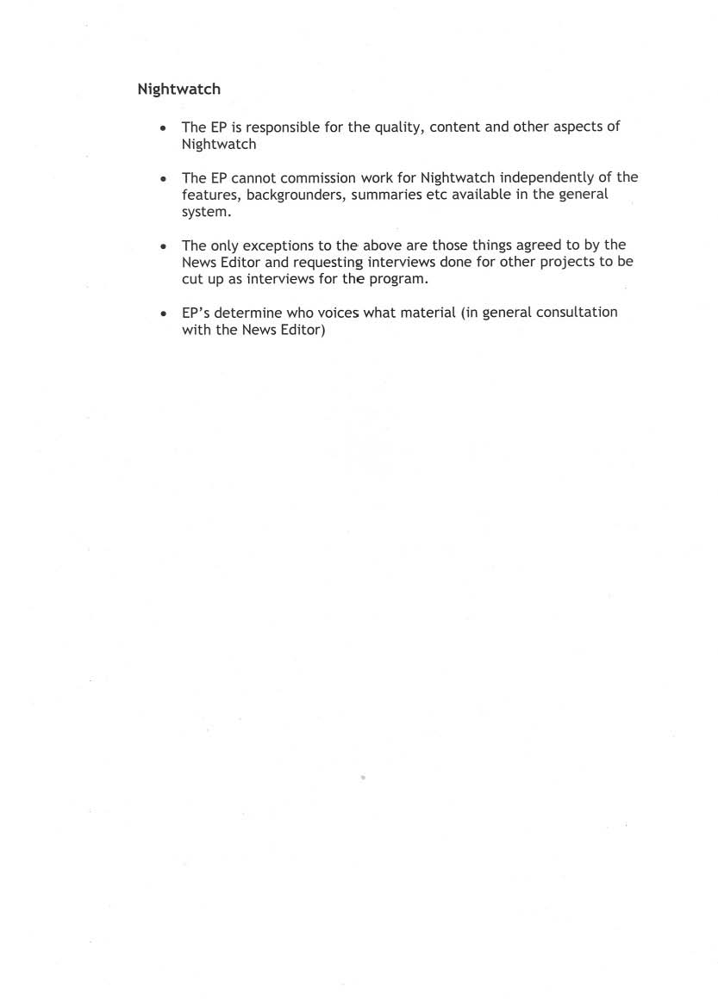 Nightwatch
• The EP is responsible for the quality, content and other aspects of
Nightwatch
• The EP cannot commission work for Nightwatch independently of the
features, backgrounders, summaries etc available in the general
system.
• The only exceptions to the above are those things agreed to by the
News Editor and requesting interviews done for other projects to be
cut up as interviews for the program.
• EP's determine who voices what material (in general consultation
with the News Editor)